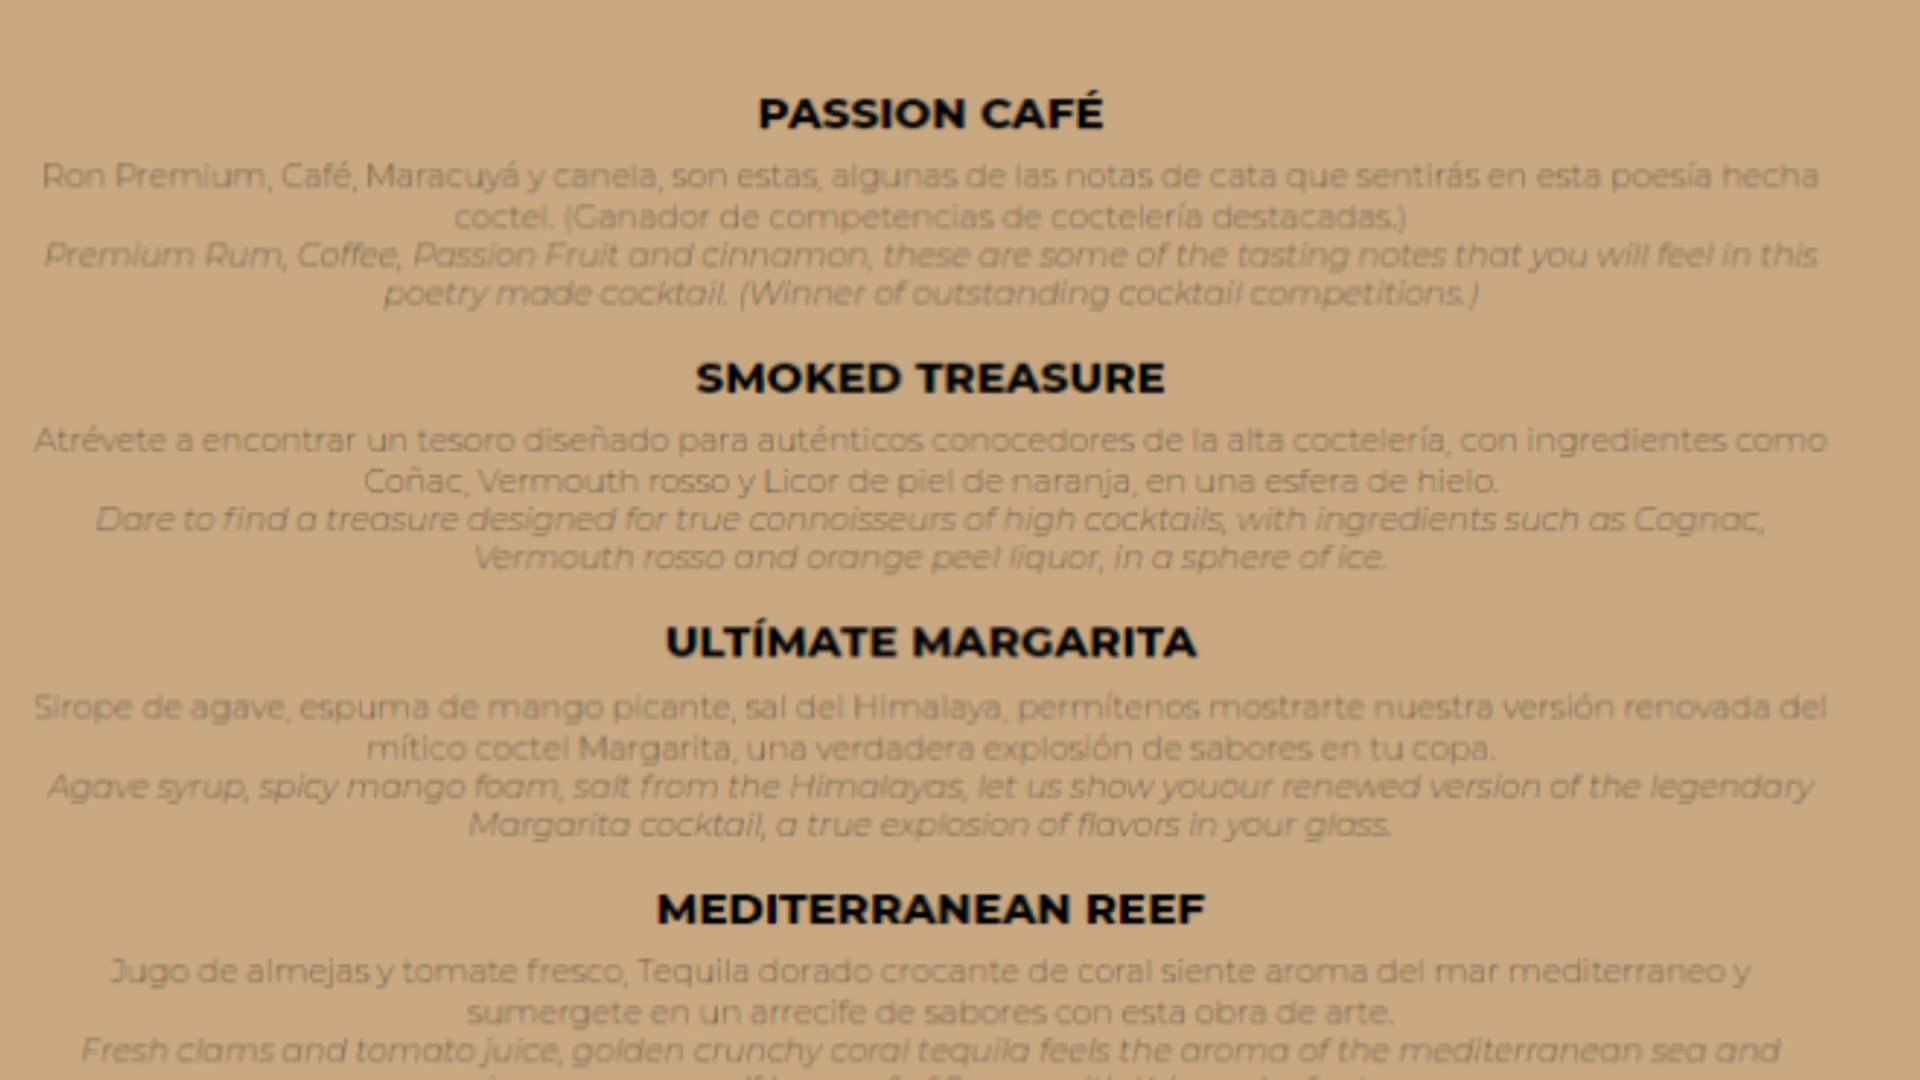 PASSION CAFÉ
Ron Premium, Café, Maracuyá y canela, son estas, algunas de las notas de cata que sentirás en esta poesía hecha
coctel. (Ganador de competencias de coctelería destacadas.)
Premium Rum, Coffee, Passion Fruit and cinnamon, these are some of the tasting notes that you will feel in this
poetry made cocktail. (Winner of outstanding cocktail competitions.)
SMOKED TREASURE
Atrévete a encontrar un tesoro diseñado para auténticos conocedores de la alta coctelería, con ingredientes como
Coñac, Vermouth rosso y Licor de piel de naranja, en una esfera de hielo.
Dare to find a treasure designed for true connoisseurs of high cocktails, with ingredients such as Cognac,
Vermouth rosso and orange peel liquor, in a sphere of ice.
ULTÍMATE MARGARITA
Sirope de agave, espuma de mango picante, sal del Himalaya, permítenos mostrarte nuestra versión renovada del
mítico coctel Margarita, una verdadera explosión de sabores en tu copa.
Agave syrup, spicy mango foam, salt from the Himalayas, let us show youour renewed version of the legendary
Margarita cocktail, a true explosion of flavors in your glass.
MEDITERRANEAN REEF
Jugo de almejas y tomate fresco, Tequila dorado crocante de coral siente aroma del mar mediterraneo y
sumergete en un arrecife de sabores con esta obra de arte.
Fresh clams and tomato juice, golden crunchy coral tequila feels the aroma of the mediterranean sea and